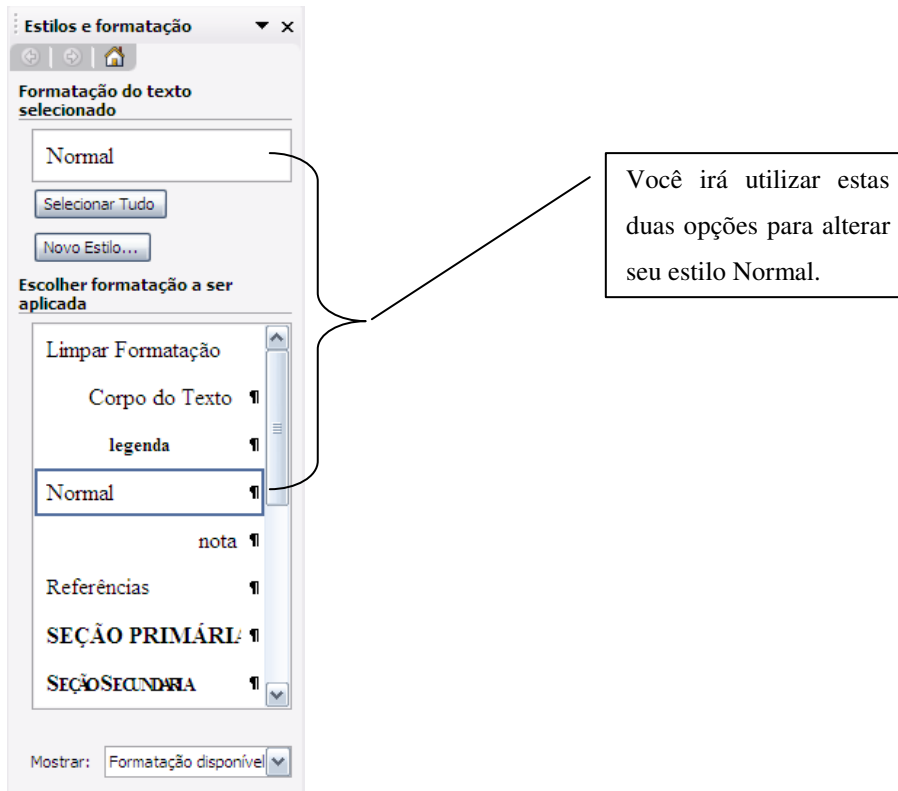 Estilos e formatação
Formatação do texto
selecionado
Normal
Selecionar Tudo
Novo Estilo...
Escolher formatação a ser
aplicada
Limpar Formatação
Corpo do Texto ¶
legenda ¶
Normal ¶
nota ¶
Referências ¶
SEÇÃO PRIMÁRIA ¶
SEÇÃO SECUNDARIA ¶
Mostrar: Formatação disponível
Você irá utilizar estas
duas opções para alterar
seu estilo Normal.